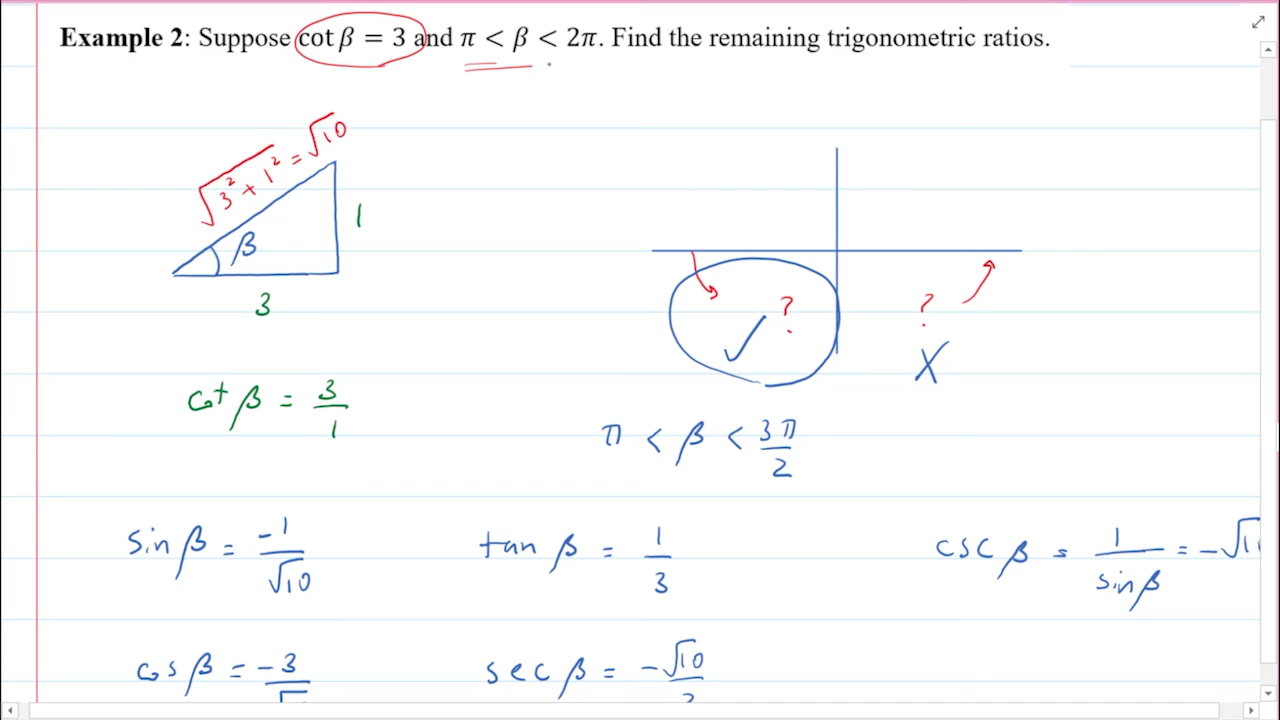 Example 2: Suppose cot β = 3 and π < β < 2π. Find the remaining trigonometric ratios.
√(3² + 1²) = √10
β
1
3
? ?
✓ X
cot β = 3/1
π < β < 3π/2
sin β = -1/√10 tan β = 1/3 csc β = 1/sin β = -√1
cos β = -3/√ sec β = -√10/